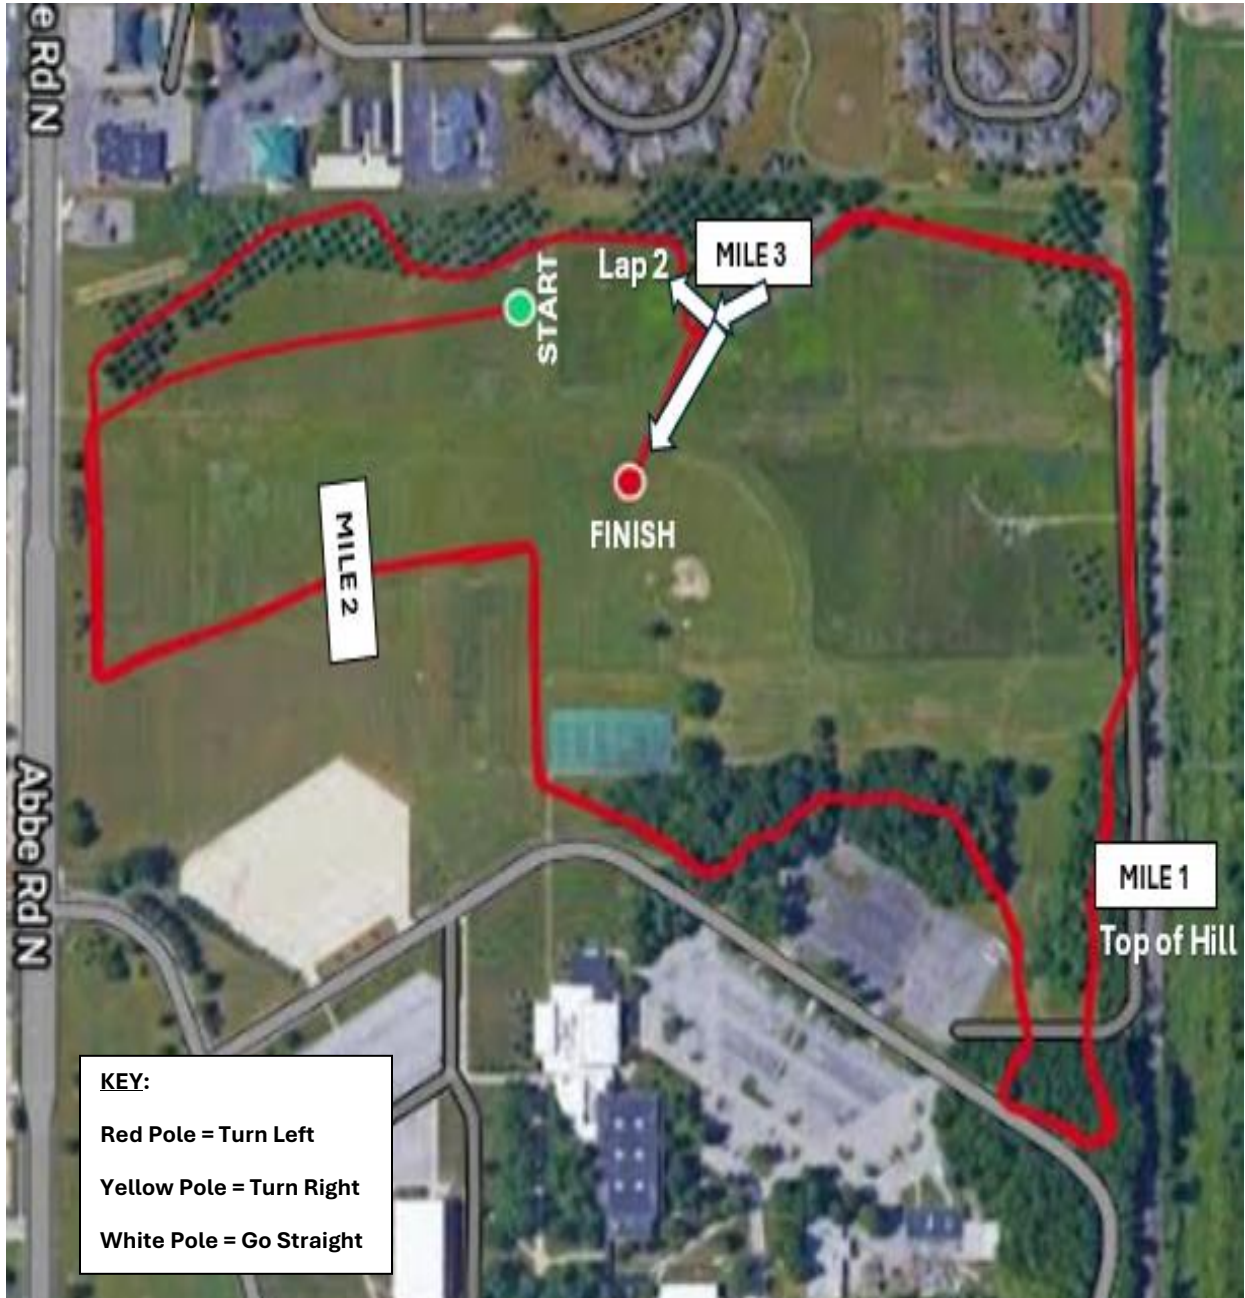 e Rd N
Lap 2
MILE 3
START
FINISH
MILE 2
Abbe Rd N
MILE 1
Top of Hill
KEY:
Red Pole = Turn Left
Yellow Pole = Turn Right
White Pole = Go Straight